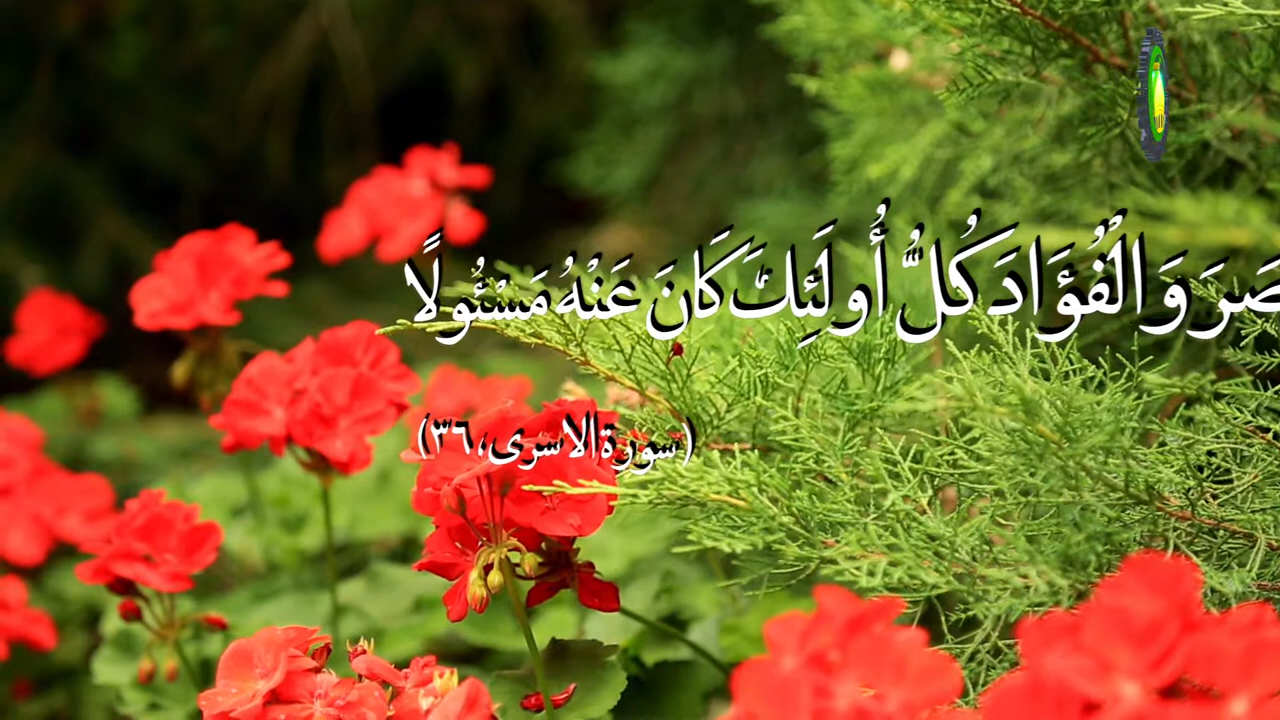 صَرَ وَالْفُؤَادَ كُلُّ أُولَئِكَ كَانَ عَنْهُ مَسْئُولًا
(سورة الاسرى، ٣٦)